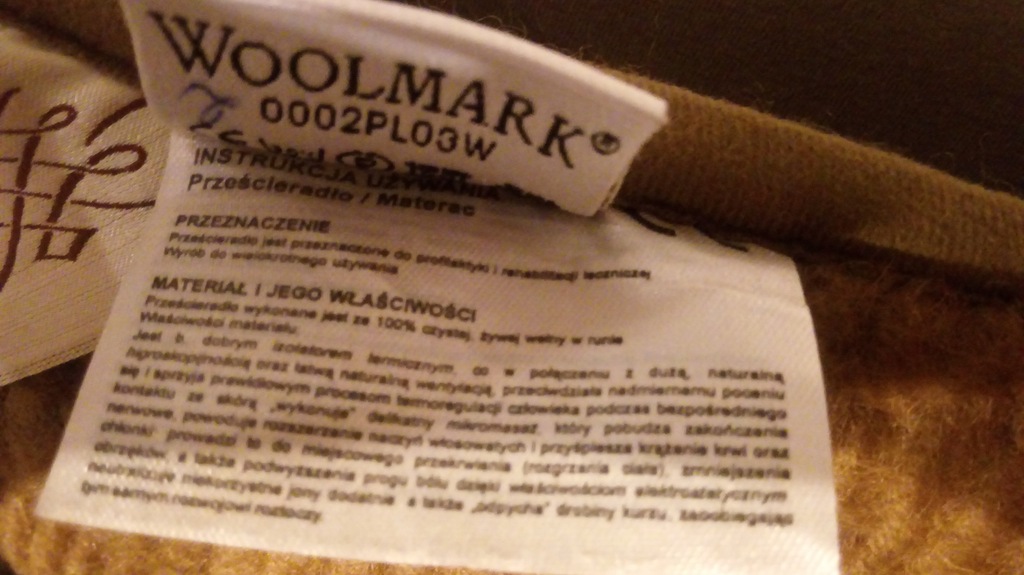 WOOLMARK®
0002PL03W
INSTRUKCJA UŻYWANIA
Prześcieradło / Materac
PRZEZNACZENIE
Prześcieradło jest przeznaczone do profilaktyki i rehabilitacji leczniczej
Wyrób do wielokrotnego używania
MATERIAŁ I JEGO WŁAŚCIWOŚCI
Prześcieradło wykonane jest ze 100% czystej, żywej wełny w runie
Właściwości materiału:
Jest b. dobrym izolatorem termicznym, co w połączeniu z dużą, naturalną
higroskopijnością oraz łatwą naturalną wentylacją, przeciwdziała nadmiernemu poceniu
się i sprzyja prawidłowym procesom termoregulacji człowieka podczas bezpośredniego
kontaktu ze skórą „wykonuje” delikatny mikromasaż, który pobudza zakończenia
nerwowe, powoduje rozszerzenie naczyń włosowatych i przyśpiesza krążenie krwi oraz
chłonki, prowadzi to do miejscowego przekrwienia (rozgrzania ciała), zmniejszenia
obrzęków, a także podwyższenia progu bólu dzięki właściwościom elektrostatycznym
neutralizuje niekorzystne jony dodatnie a także „odpycha” drobiny kurzu, zapobiegając
tym samym rozwojowi roztoczy.